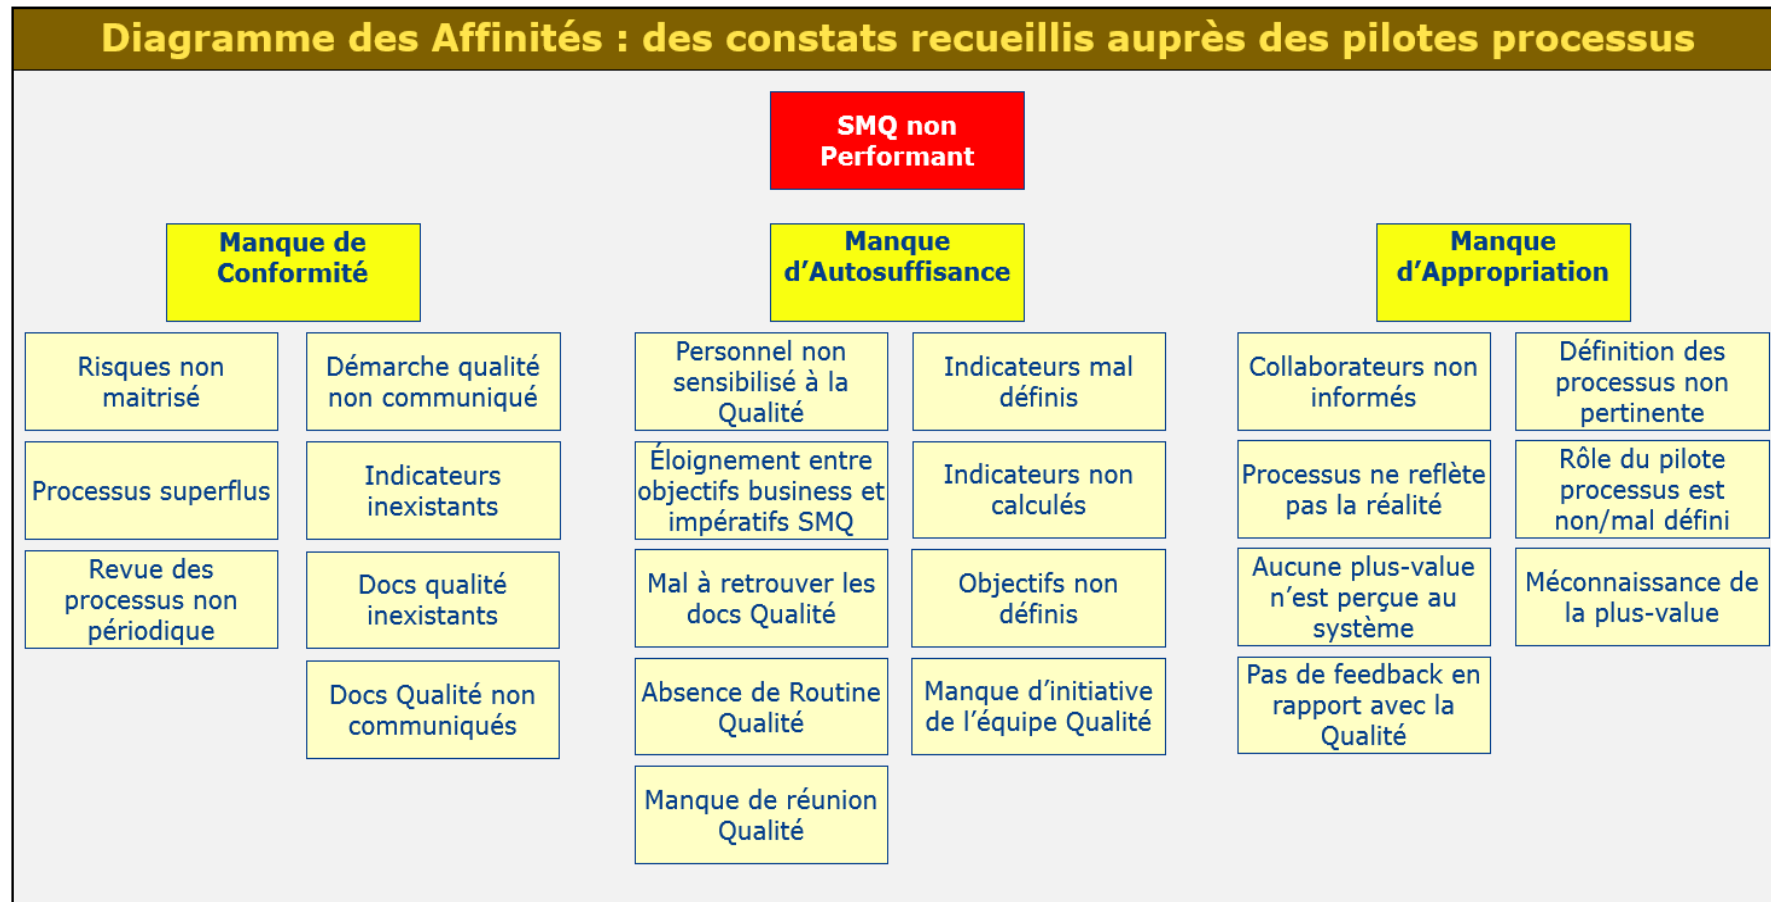 Diagramme des Affinités : des constats recueillis auprès des pilotes processus
SMQ non
Performant
Manque de
Conformité
Risques non
maitrisé
Démarche qualité
non communiqué
Processus superflus
Indicateurs
inexistants
Revue des
processus non
périodique
Docs qualité
inexistants
Docs Qualité non
communiqués
Manque
d’Autosuffisance
Personnel non
sensibilisé à la
Qualité
Indicateurs mal
définis
Éloignement entre
objectifs business et
impératifs SMQ
Indicateurs non
calculés
Mal à retrouver les
docs Qualité
Objectifs non
définis
Absence de Routine
Qualité
Manque d’initiative
de l’équipe Qualité
Manque de réunion
Qualité
Manque
d’Appropriation
Collaborateurs non
informés
Définition des
processus non
pertinente
Processus ne reflète
pas la réalité
Rôle du pilote
processus est
non/mal défini
Aucune plus-value
n’est perçue au
système
Méconnaissance de
la plus-value
Pas de feedback en
rapport avec la
Qualité